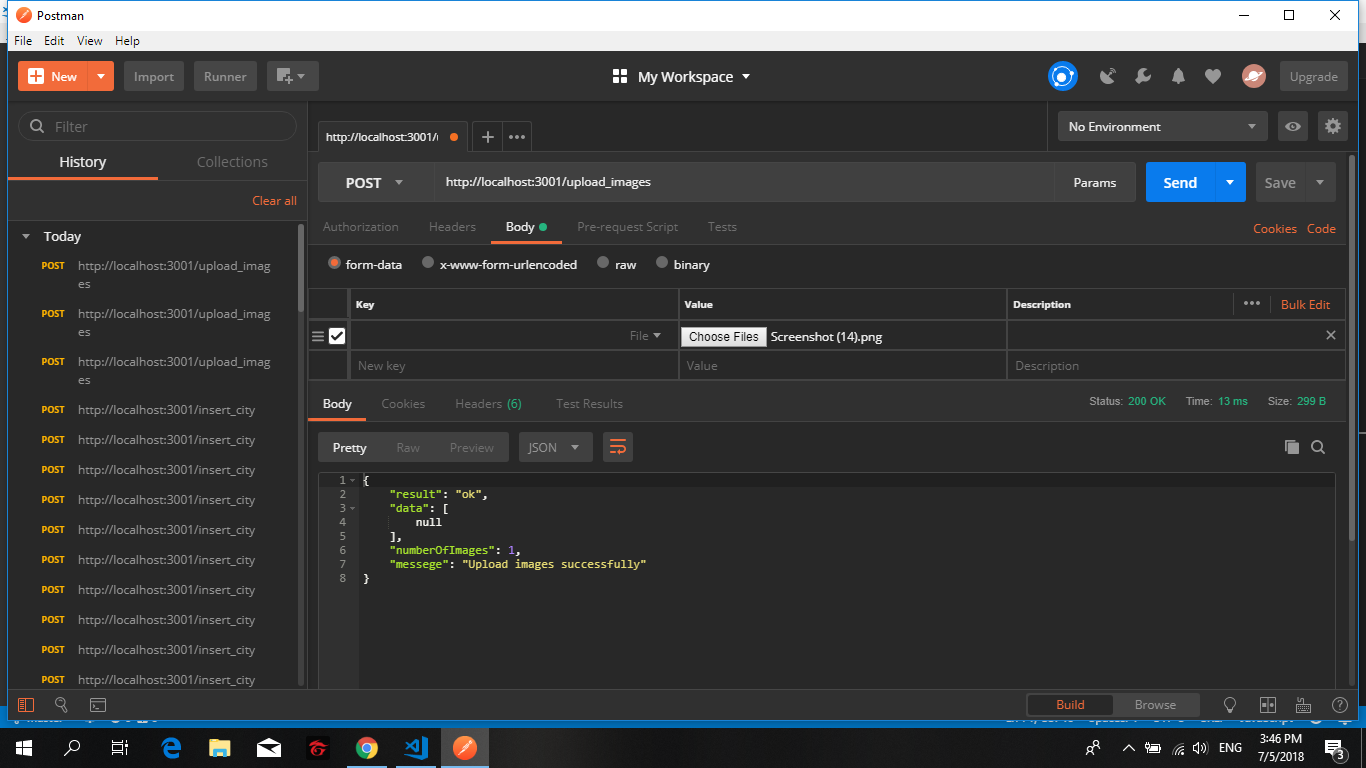 Postman
File Edit View Help
New Import Runner My Workspace Upgrade
Filter
History Collections
Clear all
Today
POST http://localhost:3001/upload_imag
es
POST http://localhost:3001/upload_imag
es
POST http://localhost:3001/upload_imag
es
POST http://localhost:3001/insert_city
POST http://localhost:3001/insert_city
POST http://localhost:3001/insert_city
POST http://localhost:3001/insert_city
POST http://localhost:3001/insert_city
POST http://localhost:3001/insert_city
POST http://localhost:3001/insert_city
POST http://localhost:3001/insert_city
POST http://localhost:3001/insert_city
POST http://localhost:3001/insert_city
http://localhost:3001/ No Environment
POST http://localhost:3001/upload_images Params Send Save
Authorization Headers Body Pre-request Script Tests Cookies Code
form-data x-www-form-urlencoded raw binary
Key Value Description Bulk Edit
File Choose Files Screenshot (14).png
New key Value Description
Body Cookies Headers (6) Test Results Status: 200 OK Time: 13 ms Size: 299 B
Pretty Raw Preview JSON
1 {
2 "result": "ok",
3 "data": [
4 null
5 ],
6 "numberOfImages": 1,
7 "messege": "Upload images successfully"
8 }
Build Browse
ENG
3:46 PM
7/5/2018
3